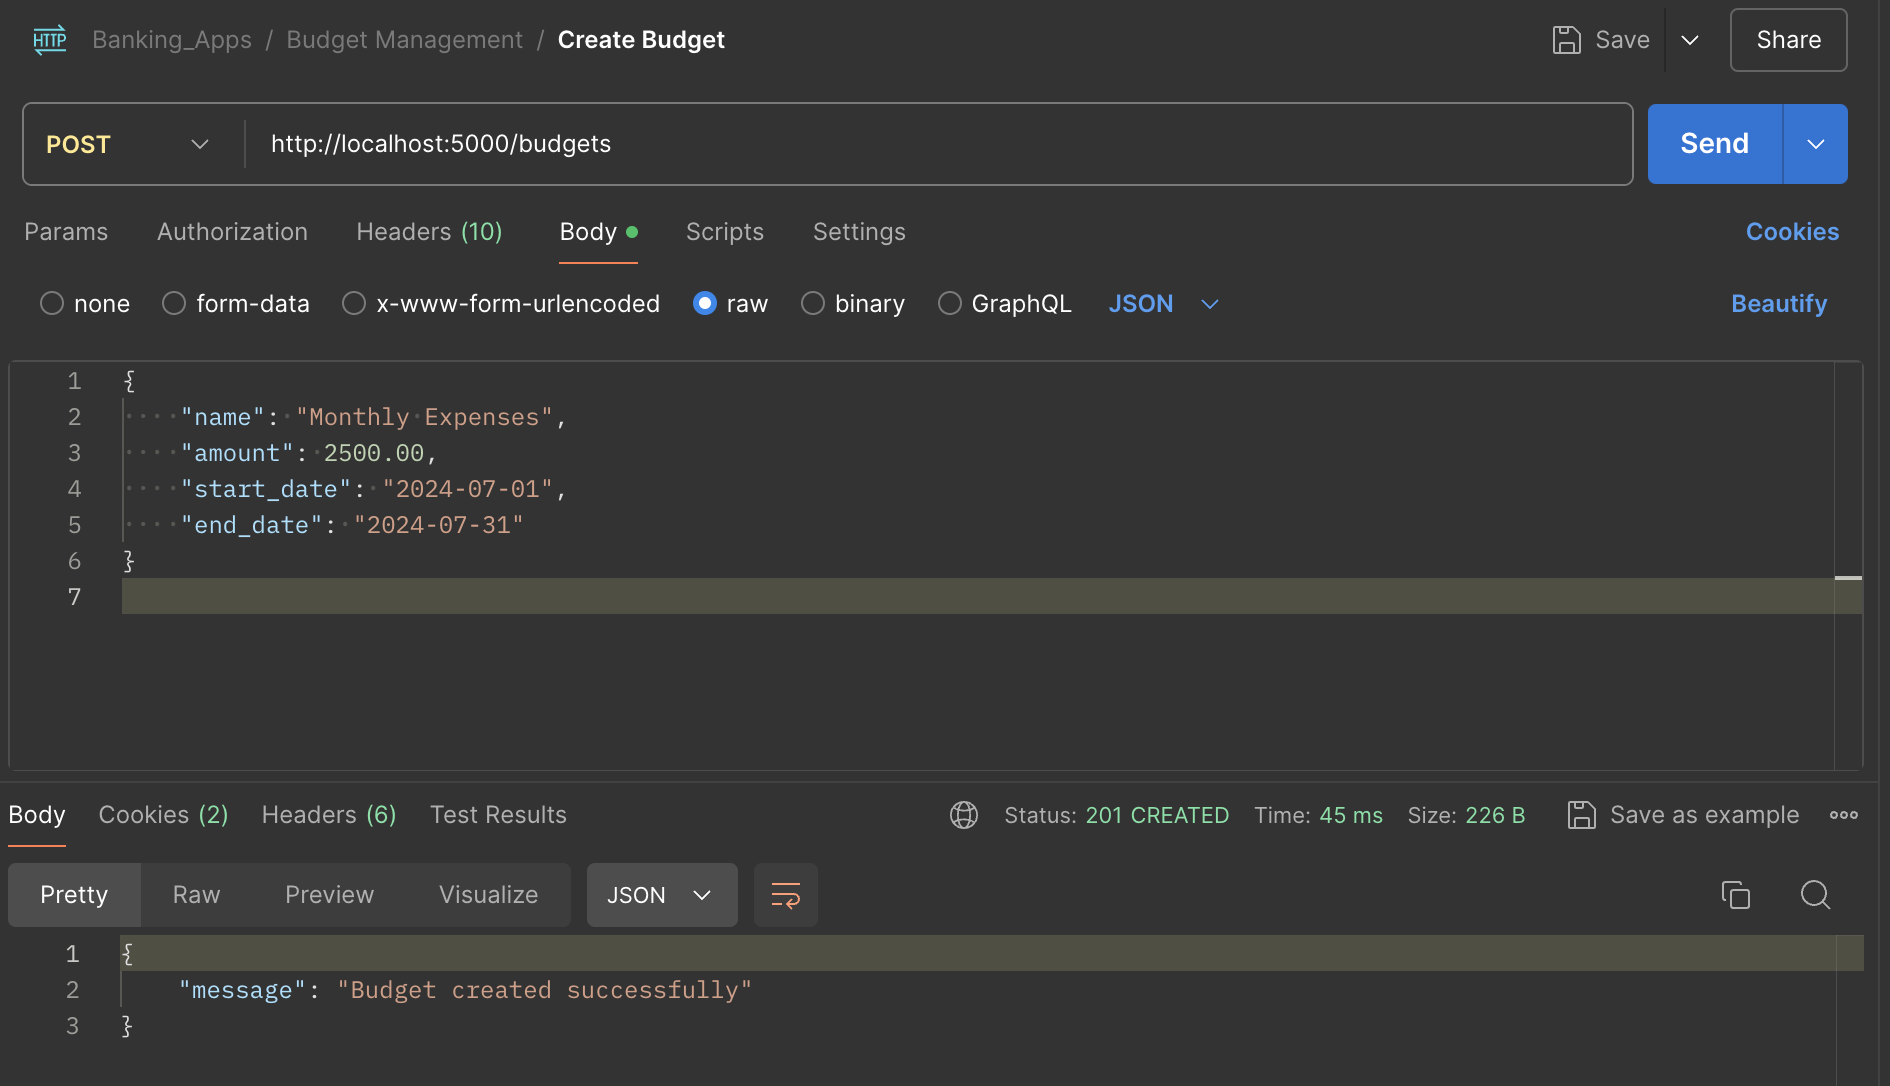 HTTP Banking_Apps / Budget Management / Create Budget Save Share
POST http://localhost:5000/budgets Send
Params Authorization Headers (10) Body Scripts Settings Cookies
none form-data x-www-form-urlencoded raw binary GraphQL JSON Beautify
1 {
2 ····"name":·"Monthly·Expenses",
3 ····"amount":·2500.00,
4 ····"start_date":·"2024-07-01",
5 ····"end_date":·"2024-07-31"
6 }
7
Body Cookies (2) Headers (6) Test Results Status: 201 CREATED Time: 45 ms Size: 226 B Save as example
Pretty Raw Preview Visualize JSON
1 {
2 "message": "Budget created successfully"
3 }